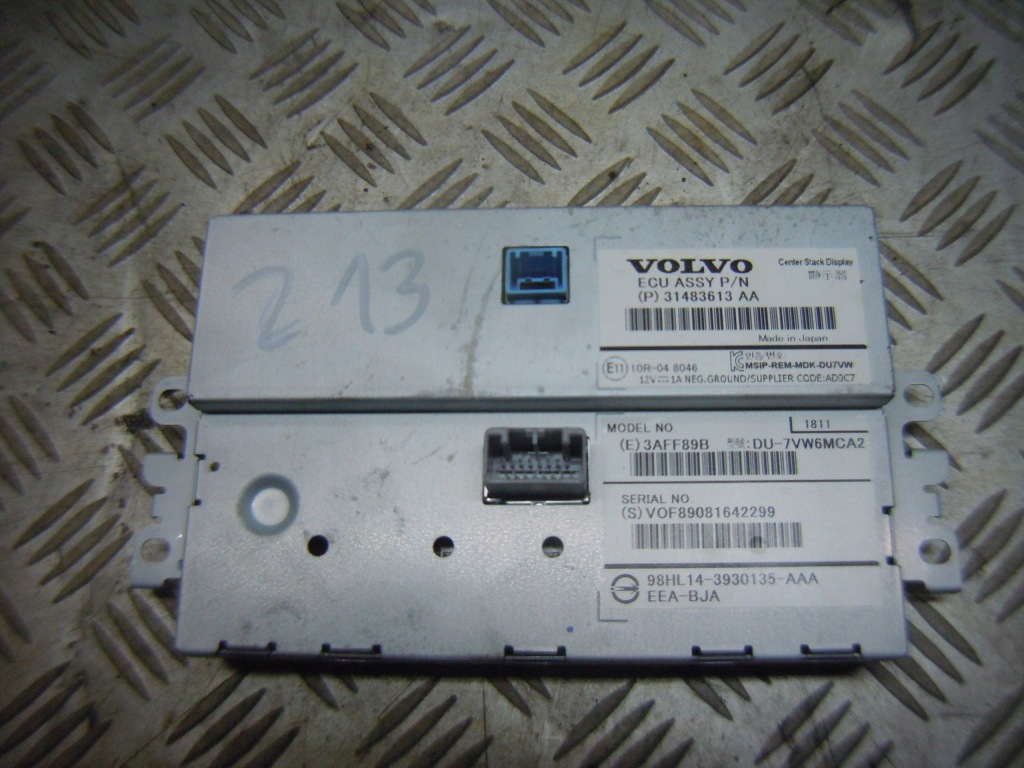 213
VOLVO Center Stack Display
ECU ASSY P/N
(P) 31483613 AA
Made in Japan
E11 10R-04 8046
MSIP-REM-MDK-DU7VW
12V 1A NEG.GROUND/SUPPLIER CODE:AD9C7
MODEL NO 1811
(E) 3AFF89B :DU-7VW6MCA2
SERIAL NO
(S) VOF89081642299
98HL14-3930135-AAA
EEA-BJA